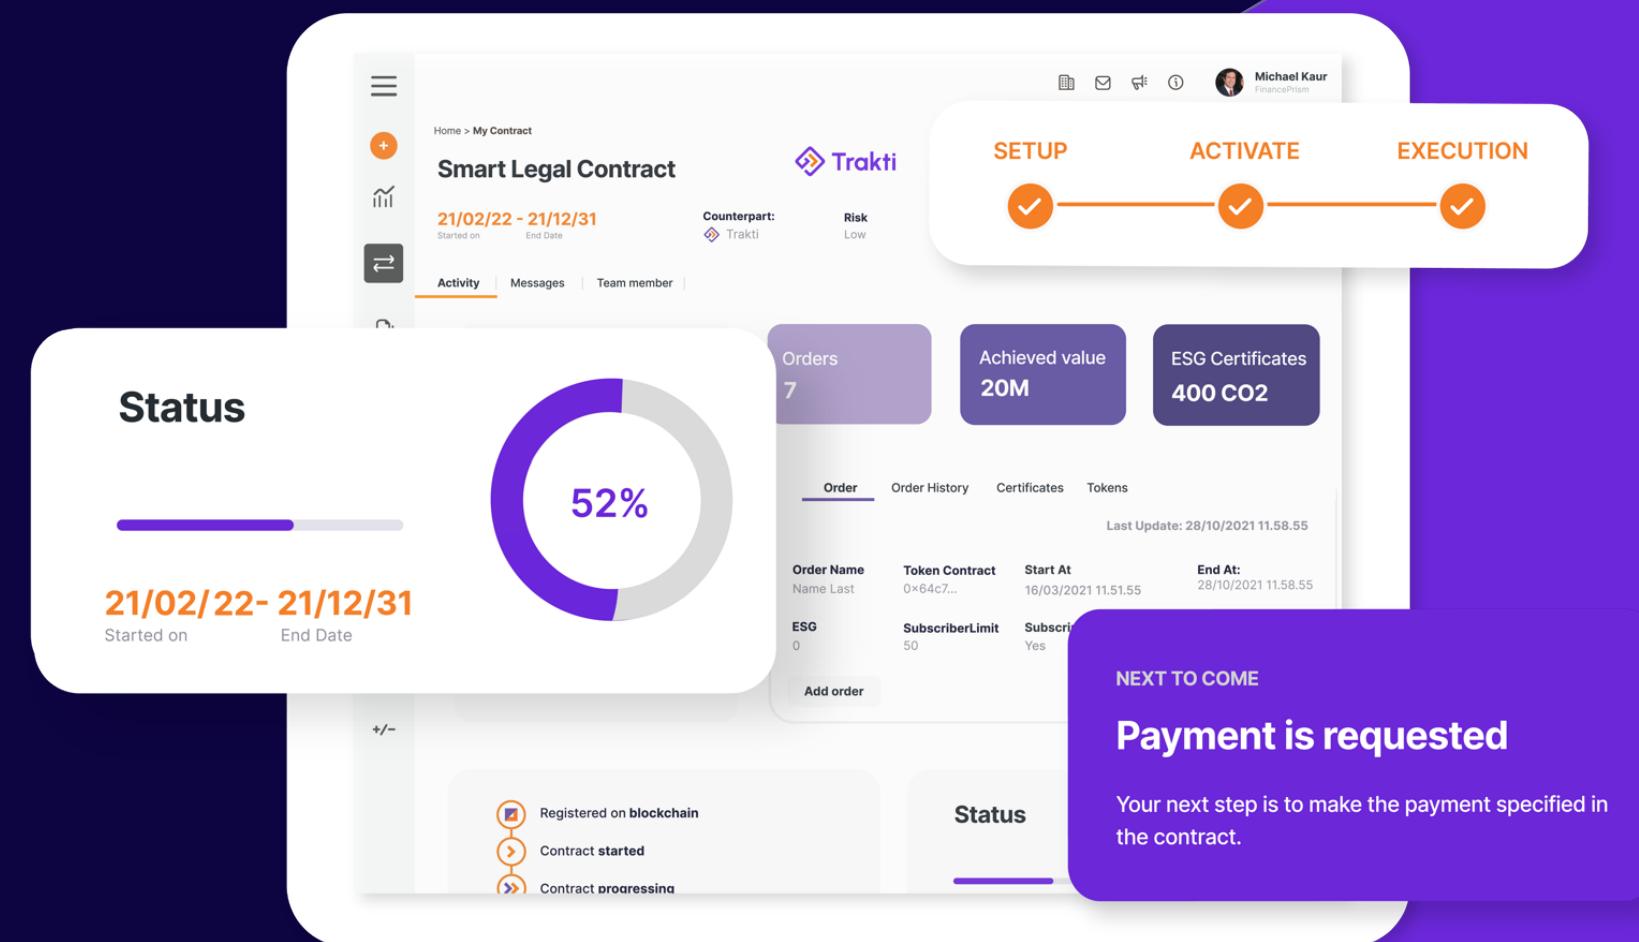 Michael Kaur
FinancePrism
Home > My Contract
Smart Legal Contract
Trakti
21/02/22 - 21/12/31
Started on End Date
Counterpart:
Trakti
Risk
Low
SETUP ACTIVATE EXECUTION
Activity Messages Team member
Orders
7
Achieved value
20M
ESG Certificates
400 CO2
Status
52%
21/02/22- 21/12/31
Started on End Date
Order Order History Certificates Tokens
Last Update: 28/10/2021 11.58.55
Order Name Token Contract Start At End At:
Name Last 0x64c7... 16/03/2021 11.51.55 28/10/2021 11.58.55
ESG SubscriberLimit Subscri
0 50 Yes
Add order
+/-
NEXT TO COME
Payment is requested
Your next step is to make the payment specified in
the contract.
Registered on blockchain
Contract started
Contract progressing
Status